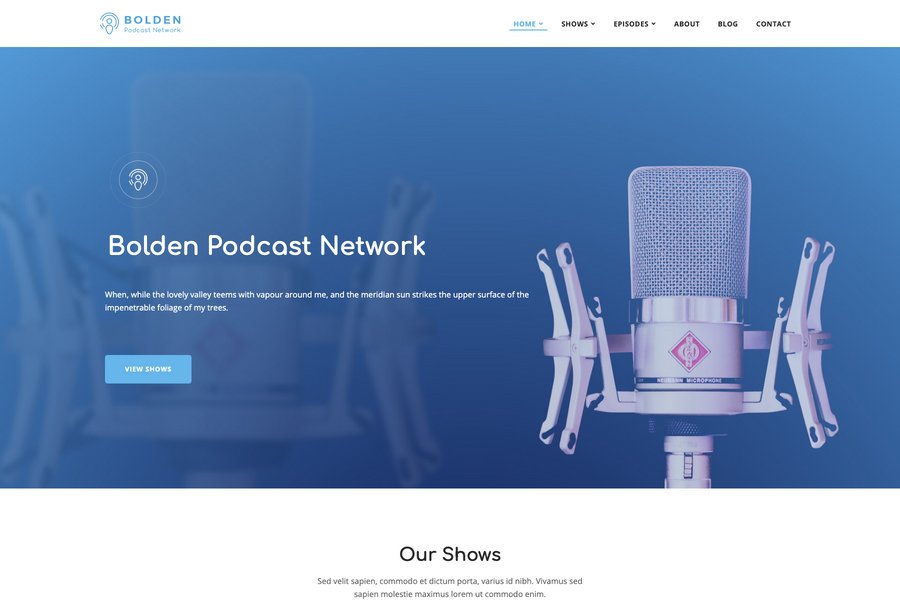 BOLDEN
Podcast Network
HOME SHOWS EPISODES ABOUT BLOG CONTACT
Bolden Podcast Network
When, while the lovely valley teems with vapour around me, and the meridian sun strikes the upper surface of the
impenetrable foliage of my trees.
VIEW SHOWS
NEUMANN MICROPHONE
Our Shows
Sed velit sapien, commodo et dictum porta, varius id nibh. Vivamus sed
sapien molestie maximus lorem ut commodo enim.